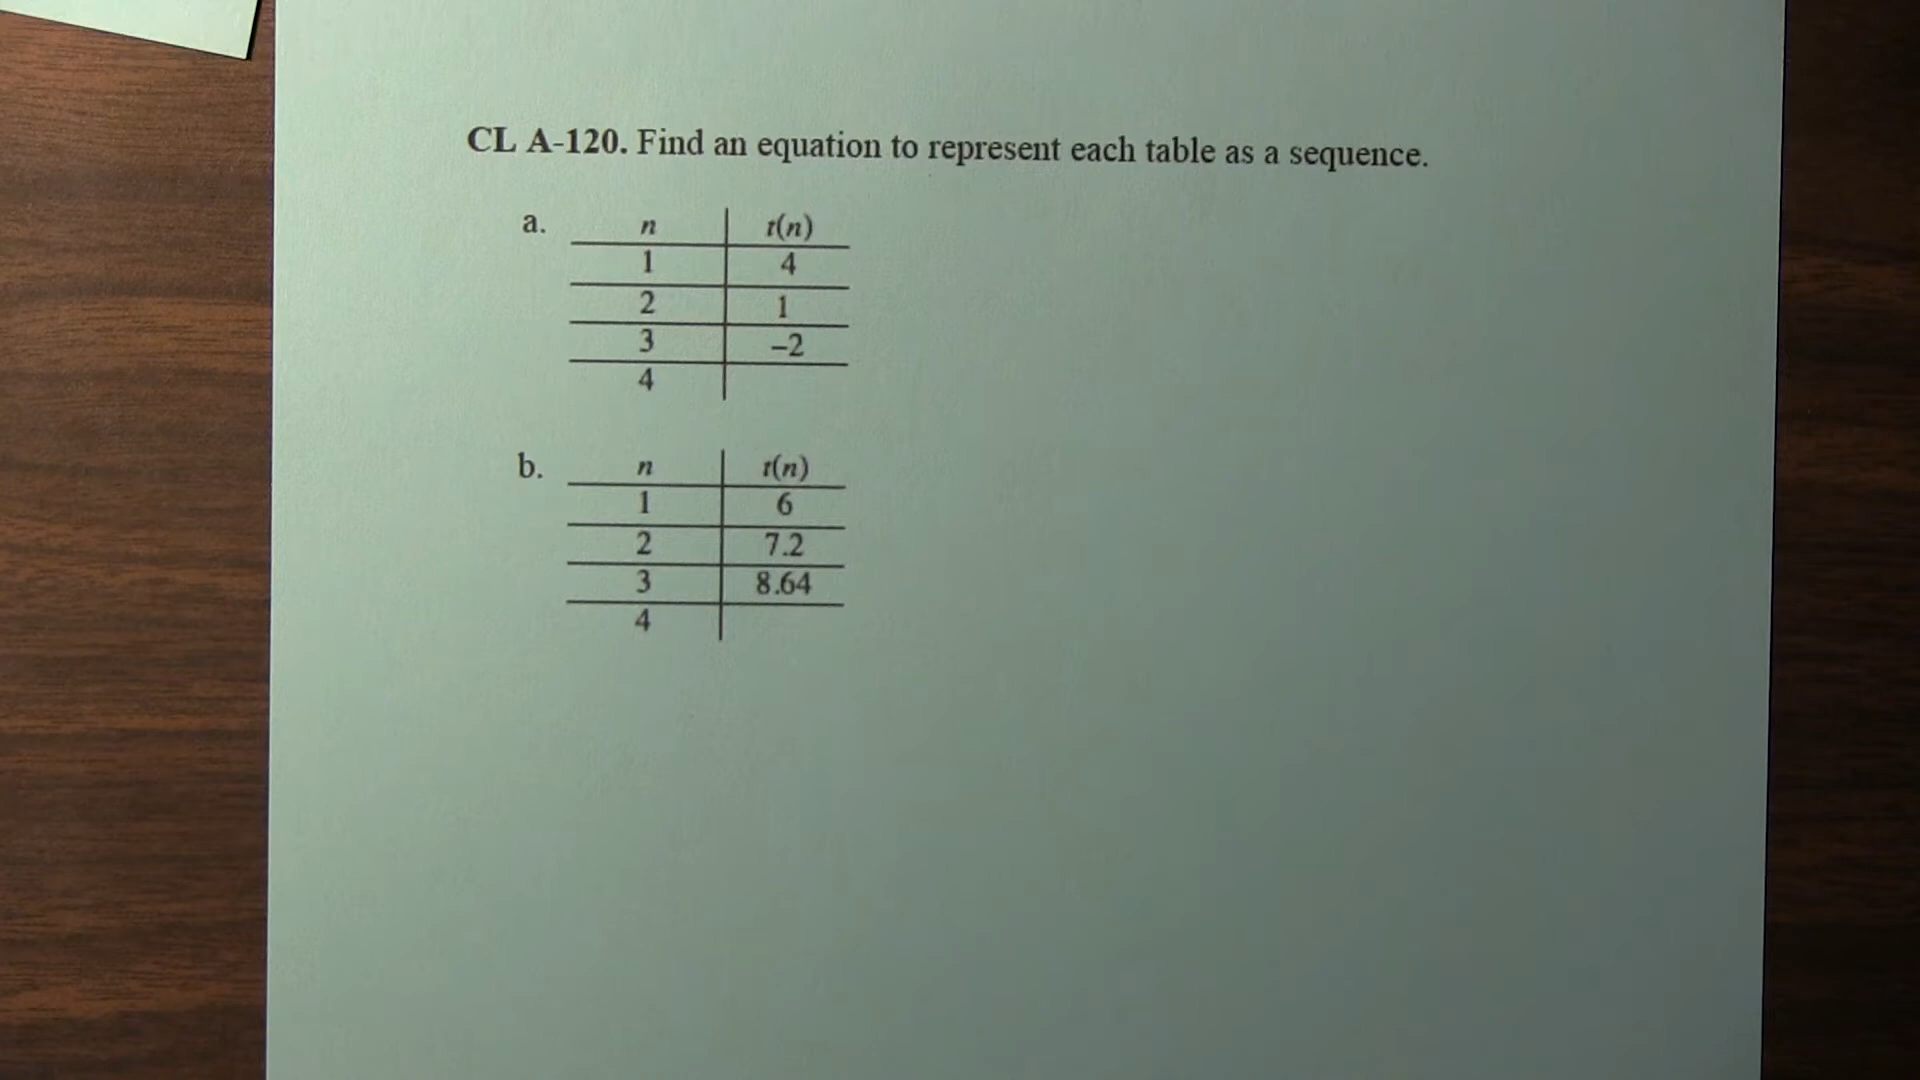 CL A-120. Find an equation to represent each table as a sequence.
a. n t(n)
1 4
2 1
3 –2
4
b. n t(n)
1 6
2 7.2
3 8.64
4